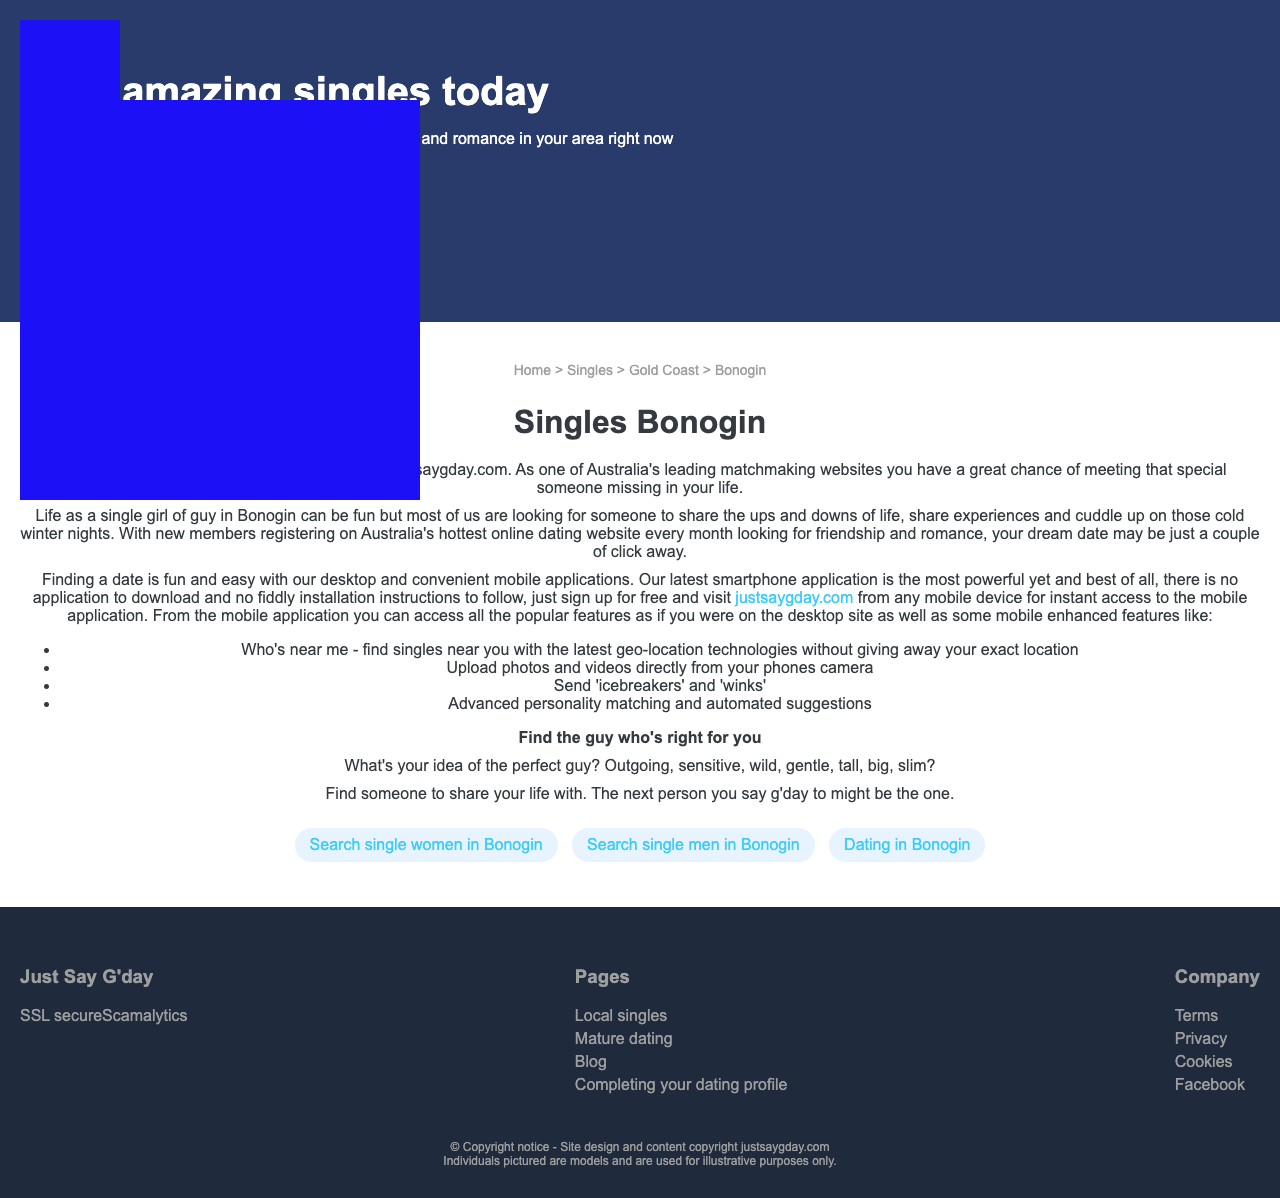 amazing singles today
and romance in your area right now
Home > Singles > Gold Coast > Bonogin
Singles Bonogin
saygday.com. As one of Australia's leading matchmaking websites you have a great chance of meeting that special
someone missing in your life.
Life as a single girl of guy in Bonogin can be fun but most of us are looking for someone to share the ups and downs of life, share experiences and cuddle up on those cold
winter nights. With new members registering on Australia's hottest online dating website every month looking for friendship and romance, your dream date may be just a couple
of click away.
Finding a date is fun and easy with our desktop and convenient mobile applications. Our latest smartphone application is the most powerful yet and best of all, there is no
application to download and no fiddly installation instructions to follow, just sign up for free and visit justsaygday.com from any mobile device for instant access to the mobile
application. From the mobile application you can access all the popular features as if you were on the desktop site as well as some mobile enhanced features like:
• Who's near me - find singles near you with the latest geo-location technologies without giving away your exact location
• Upload photos and videos directly from your phones camera
• Send 'icebreakers' and 'winks'
• Advanced personality matching and automated suggestions
Find the guy who's right for you
What's your idea of the perfect guy? Outgoing, sensitive, wild, gentle, tall, big, slim?
Find someone to share your life with. The next person you say g'day to might be the one.
Search single women in Bonogin Search single men in Bonogin Dating in Bonogin
Just Say G'day
SSL secureScamalytics
Pages
Local singles
Mature dating
Blog
Completing your dating profile
Company
Terms
Privacy
Cookies
Facebook
© Copyright notice - Site design and content copyright justsaygday.com
Individuals pictured are models and are used for illustrative purposes only.